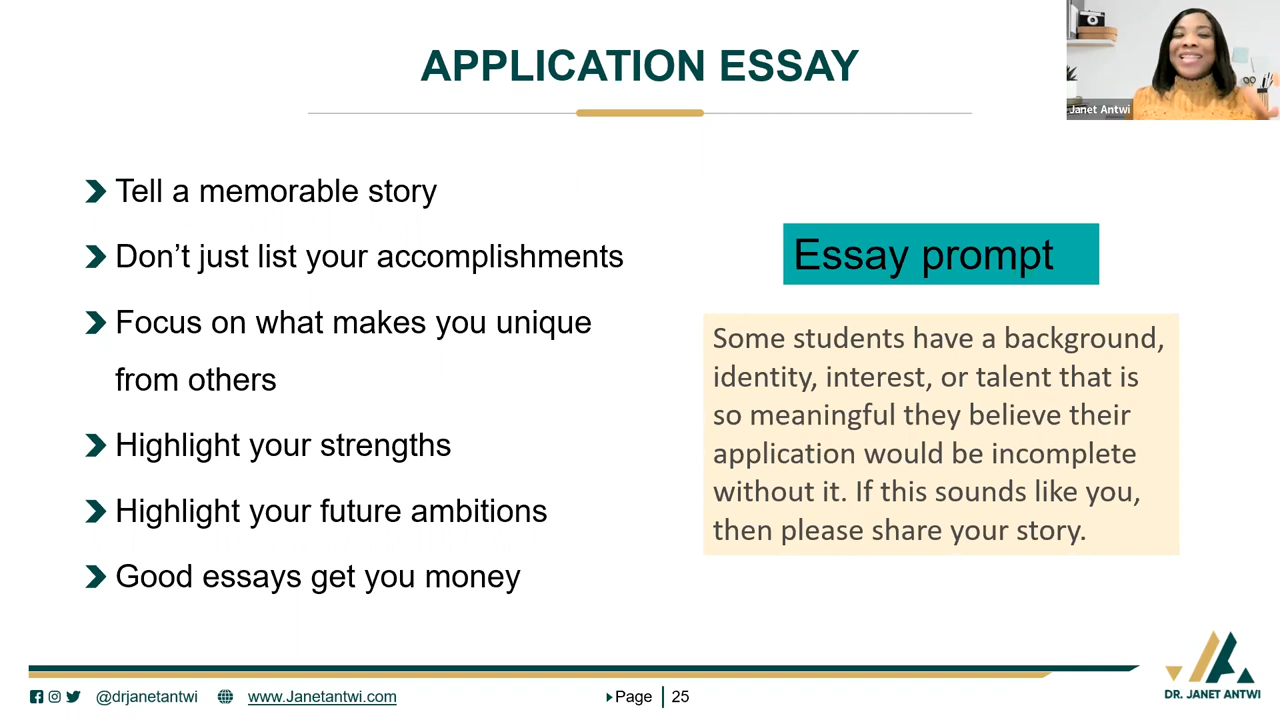 APPLICATION ESSAY
Janet Antwi
Tell a memorable story
Don’t just list your accomplishments
Focus on what makes you unique
from others
Highlight your strengths
Highlight your future ambitions
Good essays get you money
Essay prompt
Some students have a background,
identity, interest, or talent that is
so meaningful they believe their
application would be incomplete
without it. If this sounds like you,
then please share your story.
@drjanetantwi
www.Janetantwi.com
Page
25
DR. JANET ANTWI